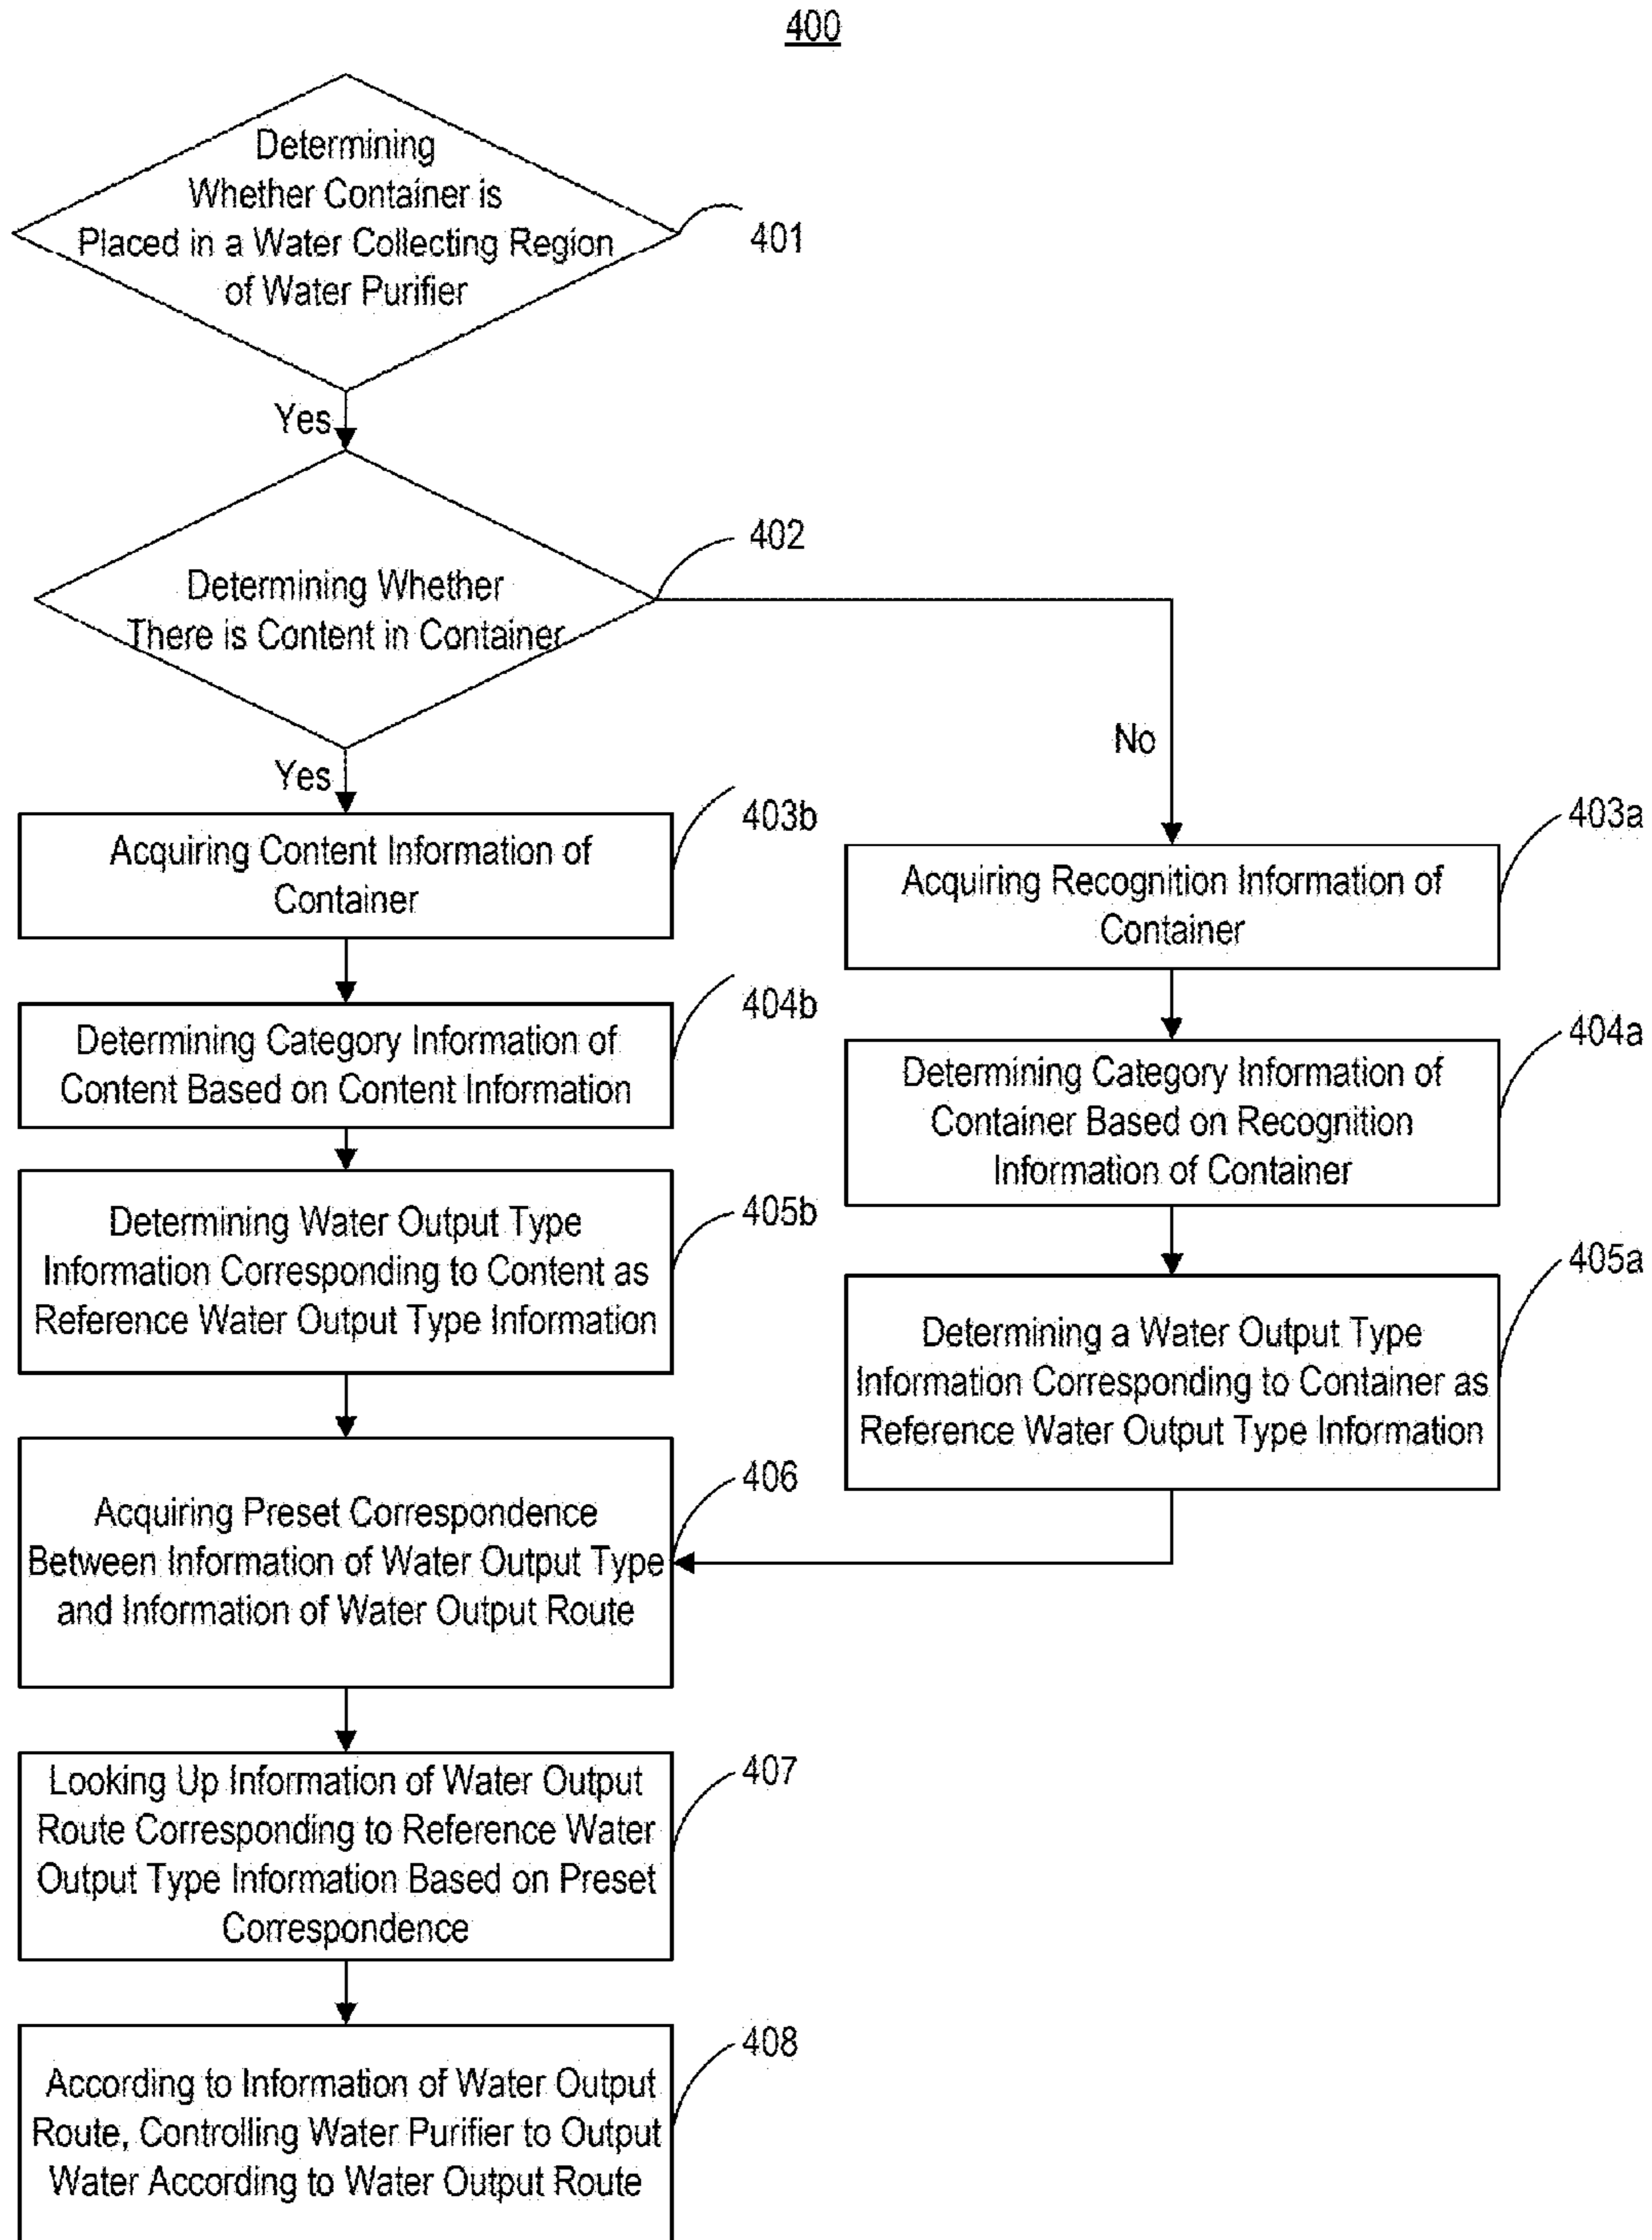 400
Determining
Whether Container is
Placed in a Water Collecting Region
of Water Purifier
401
Yes
Determining Whether
There is Content in Container
402
No
Yes
Acquiring Content Information of
Container
403b
Acquiring Recognition Information of
Container
403a
Determining Category Information of
Content Based on Content Information
404b
Determining Category Information of
Container Based on Recognition
Information of Container
404a
Determining Water Output Type
Information Corresponding to Content as
Reference Water Output Type Information
405b
Determining a Water Output Type
Information Corresponding to Container as
Reference Water Output Type Information
405a
Acquiring Preset Correspondence
Between Information of Water Output Type
and Information of Water Output Route
406
Looking Up Information of Water Output
Route Corresponding to Reference Water
Output Type Information Based on Preset
Correspondence
407
According to Information of Water Output
Route, Controlling Water Purifier to Output
Water According to Water Output Route
408